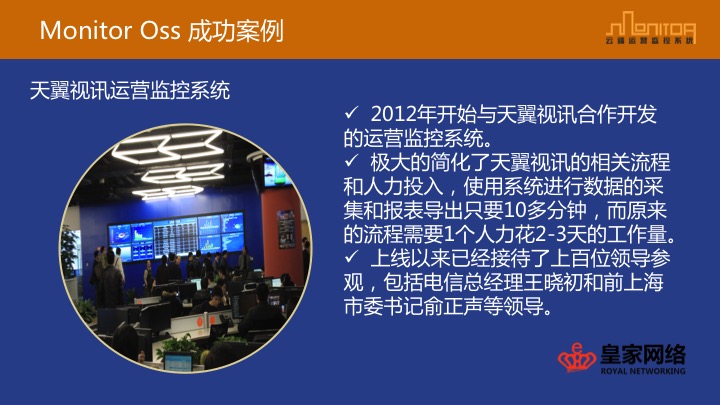 Monitor Oss 成功案例
MONITOR
云端运营监控系统
天翼视讯运营监控系统
✓ 2012年开始与天翼视讯合作开发
的运营监控系统。
✓ 极大的简化了天翼视讯的相关流程
和人力投入，使用系统进行数据的采
集和报表导出只要10多分钟，而原来
的流程需要1个人力花2-3天的工作量。
✓ 上线以来已经接待了上百位领导参
观，包括电信总经理王晓初和前上海
市委书记俞正声等领导。
皇家网络
ROYAL NETWORKING